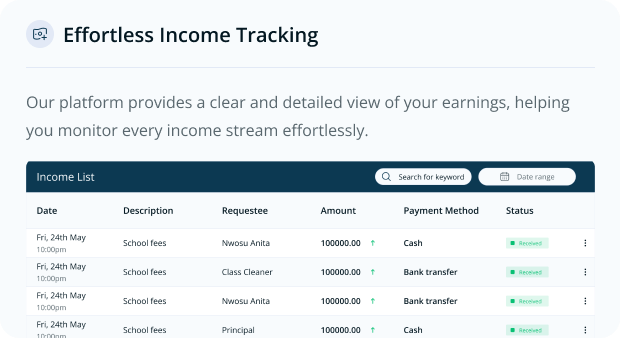 Effortless Income Tracking
Our platform provides a clear and detailed view of your earnings, helping
you monitor every income stream effortlessly.
Income List Search for keyword Date range
Date Description Requestee Amount Payment Method Status
Fri, 24th May
10:00pm
School fees Nwosu Anita 100000.00 Cash Received
Fri, 24th May
10:00pm
School fees Class Cleaner 100000.00 Bank transfer Received
Fri, 24th May
10:00pm
School fees Nwosu Anita 100000.00 Bank transfer Received
Fri, 24th May
10:00pm
School fees Principal 100000.00 Cash Received